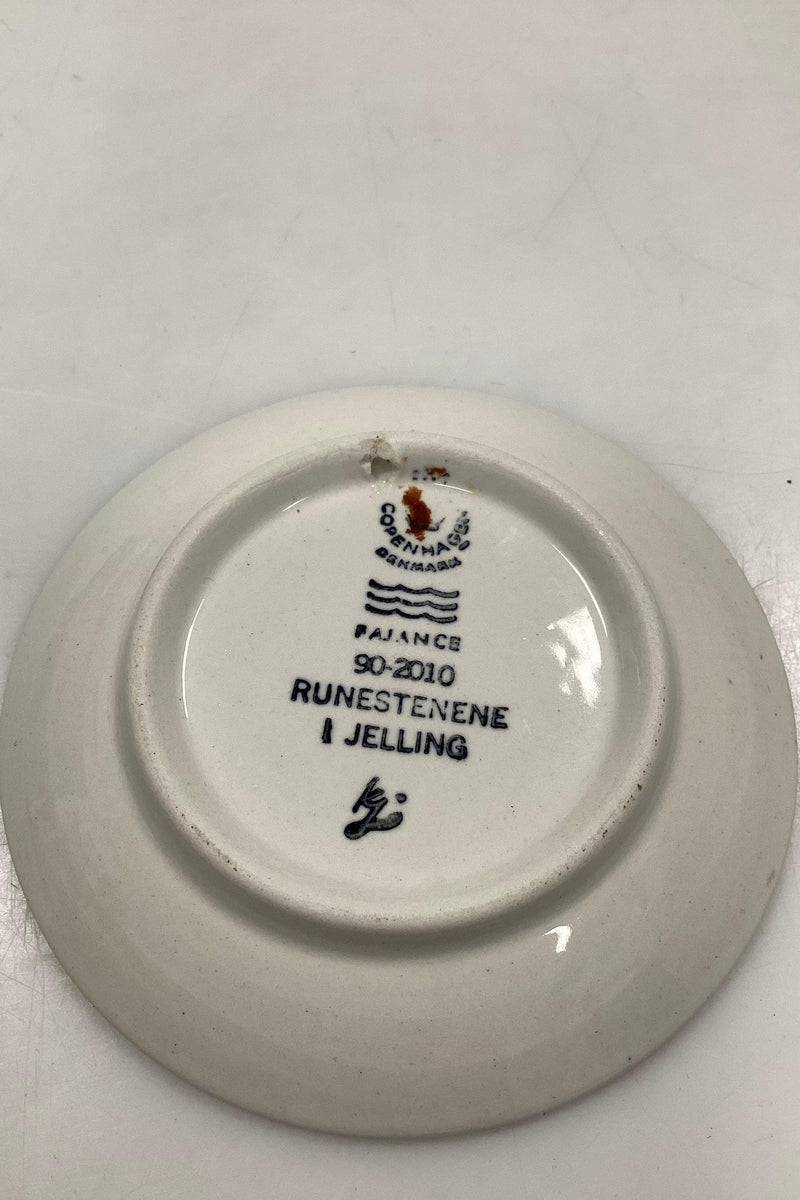 COPENHAGEN
DENMARK
FAJANCE
90-2010
RUNESTENENE
I JELLING